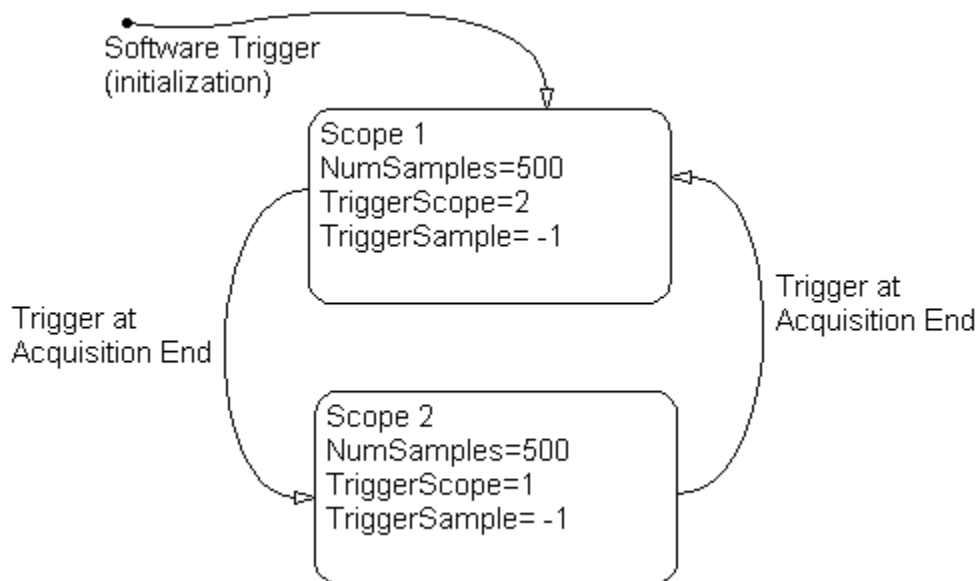 Software Trigger
(initialization)
Scope 1
NumSamples=500
TriggerScope=2
TriggerSample= -1
Trigger at
Acquisition End
Trigger at
Acquisition End
Scope 2
NumSamples=500
TriggerScope=1
TriggerSample= -1